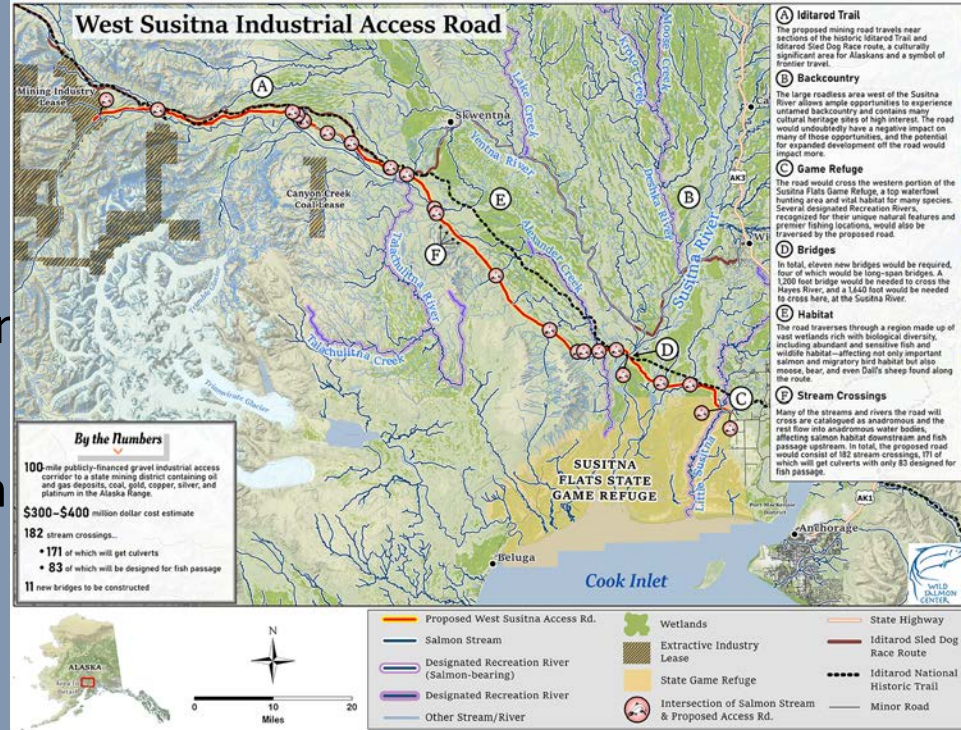 West Susitna Industrial Access Road
Mining Industry
Lease
A
Skwentna
Lake Creek
Kroto Creek
Moose Creek
Deshka River
AK3
B
Susitna River
Canyon Creek
Coal Lease
E
F
Alexander Creek
Talachulitna River
Talachulitna Creek
D
C
Triumvirate Glacier
Little Susitna
SUSITNA
FLATS STATE
GAME REFUGE
Port MacKenzie
District
AK1
Anchorage
Beluga
Cook Inlet
A Iditarod Trail
The proposed mining road travels near
sections of the historic Iditarod Trail and
Iditarod Sled Dog Race route, a culturally
significant area for Alaskans and a symbol of
frontier travel.
B Backcountry
The large roadless area west of the Susitna
River allows ample opportunities to experience
untamed backcountry and contains many
cultural heritage sites of high interest. The road
would undoubtedly have a negative impact on
many of those opportunities, and the potential
for expanded development off the road would
impact more.
C Game Refuge
The road would cross the western portion of the
Susitna Flats Game Refuge, a top waterfowl
hunting area and vital habitat for many species.
Several designated Recreation Rivers,
recognized for their unique natural features and
premier fishing locations, would also be
traversed by the proposed road.
D Bridges
In total, eleven new bridges would be required,
four of which would be long-span bridges. A
1,200 foot bridge would be needed to cross the
Hayes River, and a 1,640 foot would be needed
to cross here, at the Susitna River.
E Habitat
The road traverses through a region made up of
vast wetlands rich with biological diversity,
including abundant and sensitive fish and
wildlife habitat—affecting not only important
salmon and migratory bird habitat but also
moose, bear, and even Dall's sheep found along
the route.
F Stream Crossings
Many of the streams and rivers the road will
cross are catalogued as anadromous and the
rest flow into anadromous water bodies,
affecting salmon habitat downstream and fish
passage upstream. In total, the proposed road
would consist of 182 stream crossings, 171 of
which will get culverts with only 83 designed for
fish passage.
By the Numbers
100-mile publicly-financed gravel industrial access
corridor to a state mining district containing oil
and gas deposits, coal, gold, copper, silver, and
platinum in the Alaska Range.
$300–$400 million dollar cost estimate
182 stream crossings...
• 171 of which will get culverts
• 83 of which will be designed for fish passage
11 new bridges to be constructed
WILD
SALMON
CENTER
ALASKA
Area In
Detail
N
0 10 20
Miles
Proposed West Susitna Access Rd.
Salmon Stream
Designated Recreation River
(Salmon-bearing)
Designated Recreation River
Other Stream/River
Wetlands
Extractive Industry
Lease
State Game Refuge
Intersection of Salmon Stream
& Proposed Access Rd.
State Highway
Iditarod Sled Dog
Race Route
Iditarod National
Historic Trail
Minor Road